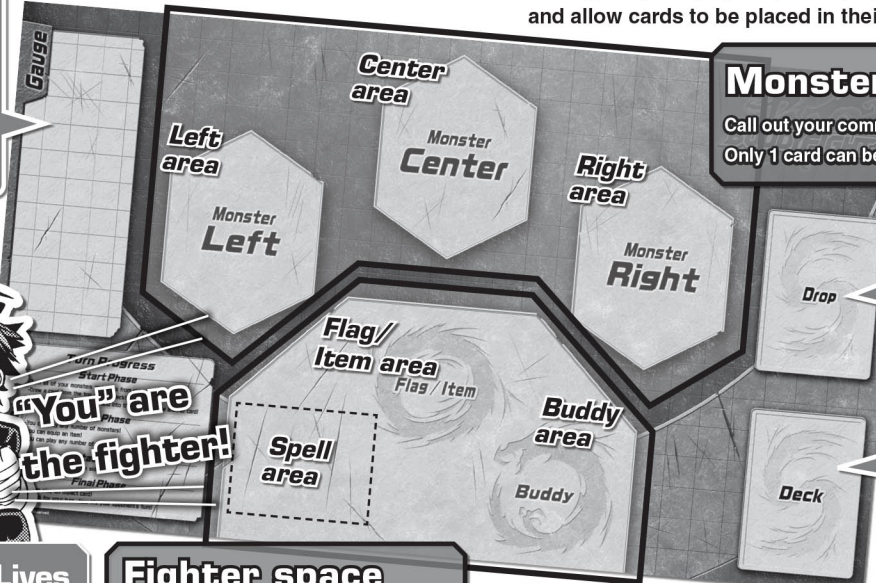 and allow cards to be placed in thei
Gauge
Center
area
Monster
Center
Left
area
Monster
Left
Right
area
Monster
Right
Monster
Call out your com
Only 1 card can be
Drop
Flag/
Item area
Flag / Item
Buddy
area
Buddy
Spell
area
Deck
Turn Progress
Start Phase
Phase
Final Phase
"You" are
the fighter!
Lives
Fighter space